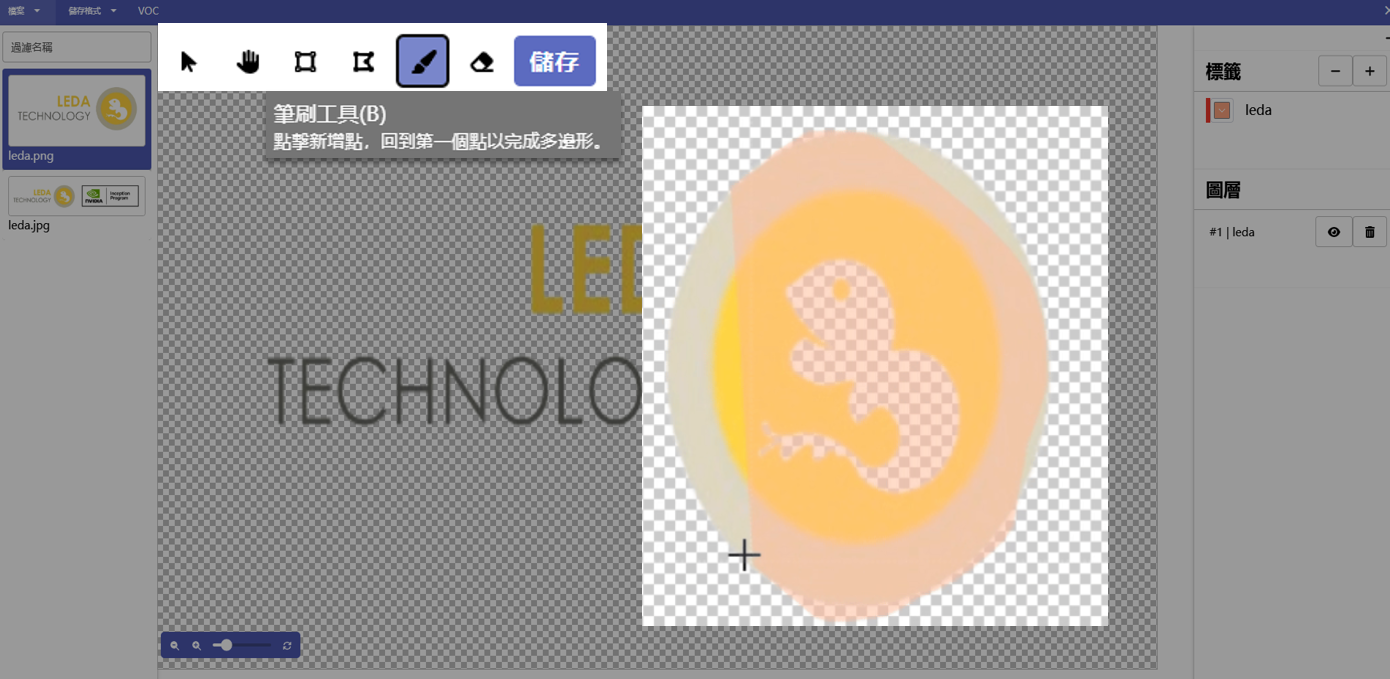 檔案
儲存格式
VOC
過濾名稱
LEDA
TECHNOLOGY
leda.png
LEDA
TECHNOLOGY
NVIDIA
Inception
Program
leda.jpg
儲存
筆刷工具(B)
點擊新增點，回到第一個點以完成多邊形。
LED
TECHNOLO
標籤
leda
圖層
#1 | leda